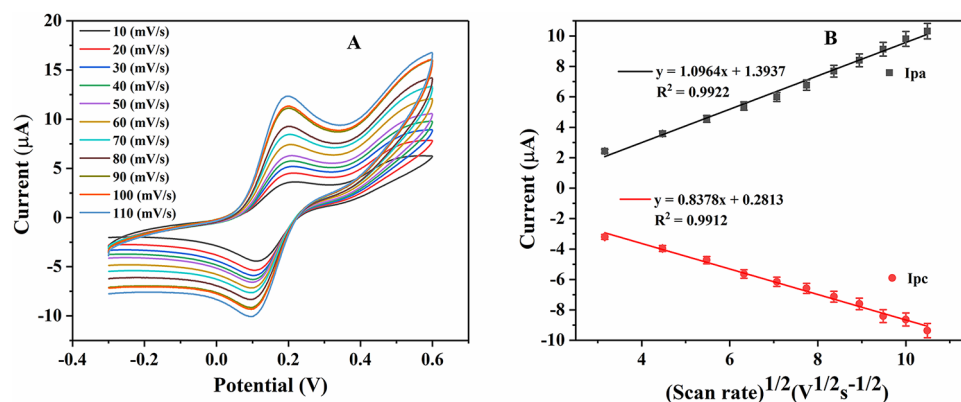 A
10 (mV/s)
20 (mV/s)
30 (mV/s)
40 (mV/s)
50 (mV/s)
60 (mV/s)
70 (mV/s)
80 (mV/s)
90 (mV/s)
100 (mV/s)
110 (mV/s)
20
15
10
5
0
-5
-10
Current (μA)
-0.4
-0.2
0.0
0.2
0.4
0.6
Potential (V)
B
y = 1.0964x + 1.3937
R² = 0.9922
Ipa
y = 0.8378x + 0.2813
R² = 0.9912
Ipc
10
8
6
4
2
0
-2
-4
-6
-8
-10
Current (μA)
4
6
8
10
(Scan rate)^1/2(V^1/2s^-1/2)